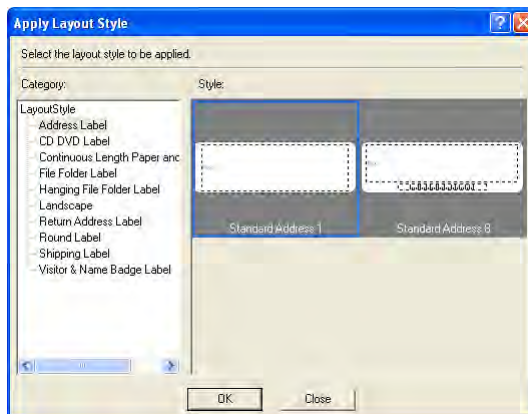 Apply Layout Style
Select the layout style to be applied.
Category:
Style:
LayoutStyle
Address Label
CD DVD Label
Continuous Length Paper and
File Folder Label
Hanging File Folder Label
Landscape
Return Address Label
Round Label
Shipping Label
Visitor & Name Badge Label
Standard Address 1
Standard Address 8
OK
Close